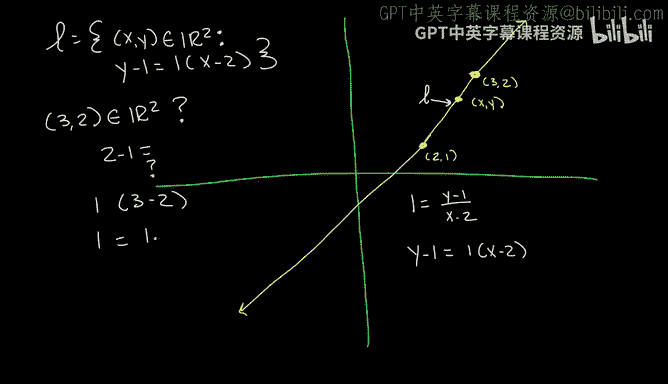 GPT中英字幕课程资源@bilibili
GPT中英字幕课程资源 bilibili
l = { (x,y) ∈ ℝ² :
y-1 = 1(x-2) }
(3,2) ∈ ℝ² ?
2-1 =
?
1 (3-2)
1 = 1.
(3,2)
l
(x,y)
(2,1)
1 = y-1
x-2
y-1 = 1(x-2)